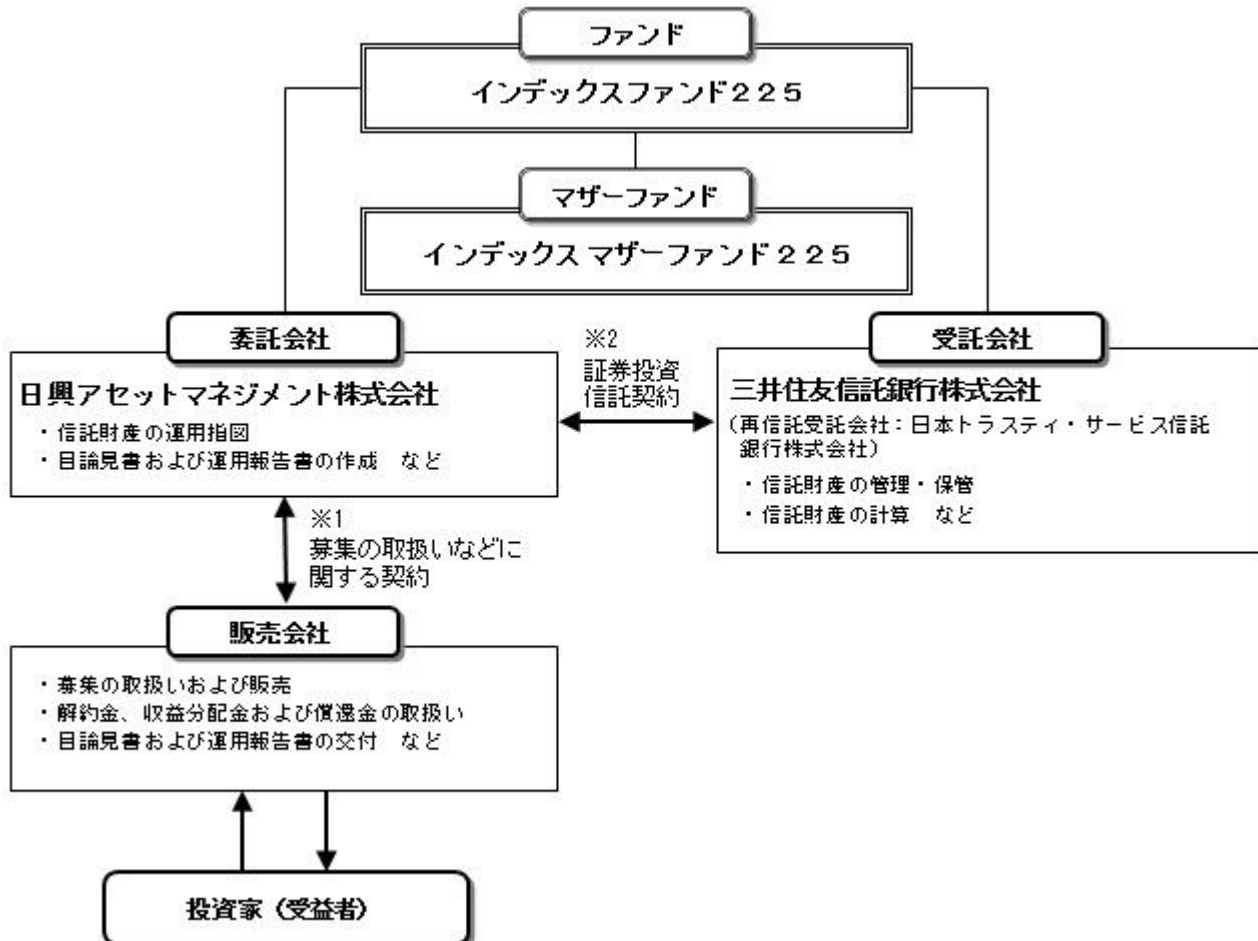 ファンド
インデックスファンド２２５
マザーファンド
インデックス マザーファンド２２５
委託会社
日興アセットマネジメント株式会社
・信託財産の運用指図
・目論見書および運用報告書の作成　など
※2
証券投資
信託契約
受託会社
三井住友信託銀行株式会社
（再信託受託会社：日本トラスティ・サービス信託
銀行株式会社）
・信託財産の管理・保管
・信託財産の計算　など
※1
募集の取扱いなどに
関する契約
販売会社
・募集の取扱いおよび販売
・解約金、収益分配金および償還金の取扱い
・目論見書および運用報告書の交付　など
投資家（受益者）